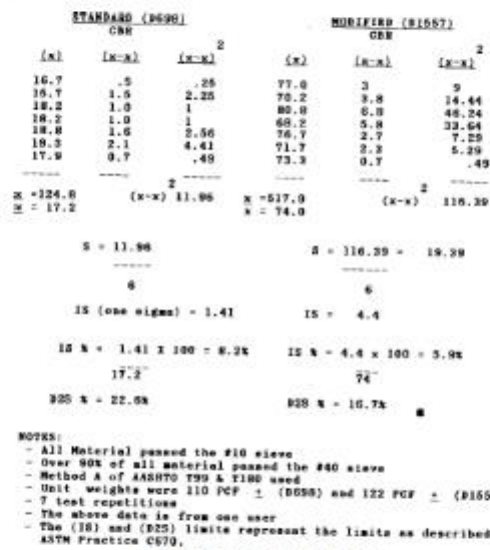 STANDARD (D698) MODIFIED (D1557)
CBR CBR
2 2
(x) (x-x) (x-x) (x) (x-x) (x-x)
16.7 .5 .25 77.0 3 9
15.7 1.5 2.25 70.2 3.8 14.44
18.2 1.0 1 80.8 6.8 46.24
18.2 1.0 1 68.2 5.8 33.64
18.8 1.6 2.56 76.7 2.7 7.29
19.3 2.1 4.41 71.7 2.3 5.29
17.9 0.7 .49 73.3 0.7 .49
----- ----- ----- ----- ----- -----
2 2
x =124.8 (x-x) 11.96 x =517.9 (x-x) 116.39
x = 17.2 x = 74.0
S = 11.96 S = 116.39 = 19.39
------ ------
6 6
IS (one sigma) = 1.41 IS = 4.4
IS % = 1.41 X 100 = 8.2% IS % = 4.4 x 100 = 5.9%
17.2 74
D2S % = 22.6% D2S % = 16.7%
NOTES:
- All Material passed the #10 sieve
- Over 90% of all material passed the #40 sieve
- Method A of AASHTO T99 & T180 used
- Unit weights were 110 PCF ± (D698) and 122 PCF ± (D155
- 7 test repetitions
- The above data is from one user
- The (IS) and (D2S) limits represent the limits as described
ASTM Practice C670.